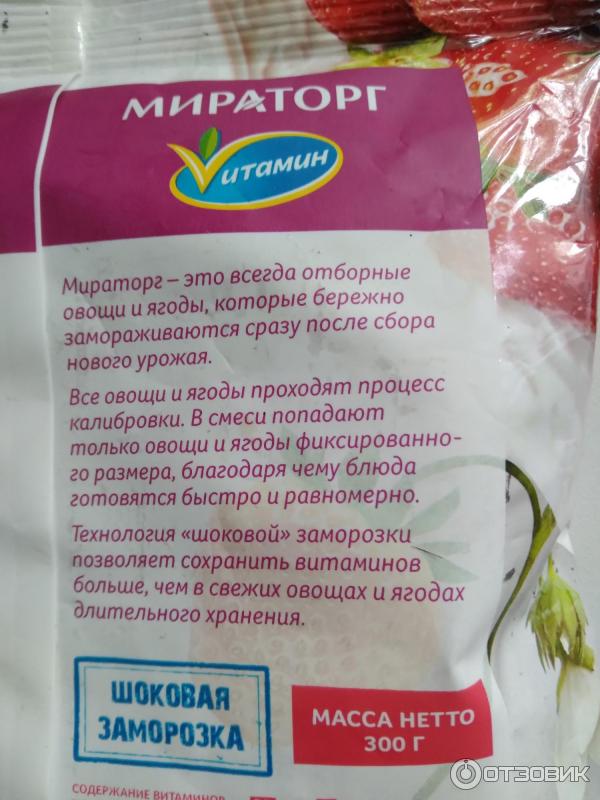 МИРАТОРГ
Vитамин
Мираторг – это всегда отборные
овощи и ягоды, которые бережно
замораживаются сразу после сбора
нового урожая.
Все овощи и ягоды проходят процесс
калибровки. В смеси попадают
только овощи и ягоды фиксированно-
го размера, благодаря чему блюда
готовятся быстро и равномерно.
Технология «шоковой» заморозки
позволяет сохранить витаминов
больше, чем в свежих овощах и ягодах
длительного хранения.
ШОКОВАЯ
ЗАМОРОЗКА
МАССА НЕТТО
300 Г
СОДЕРЖАНИЕ ВИТАМИНОВ
ОТЗОВИК